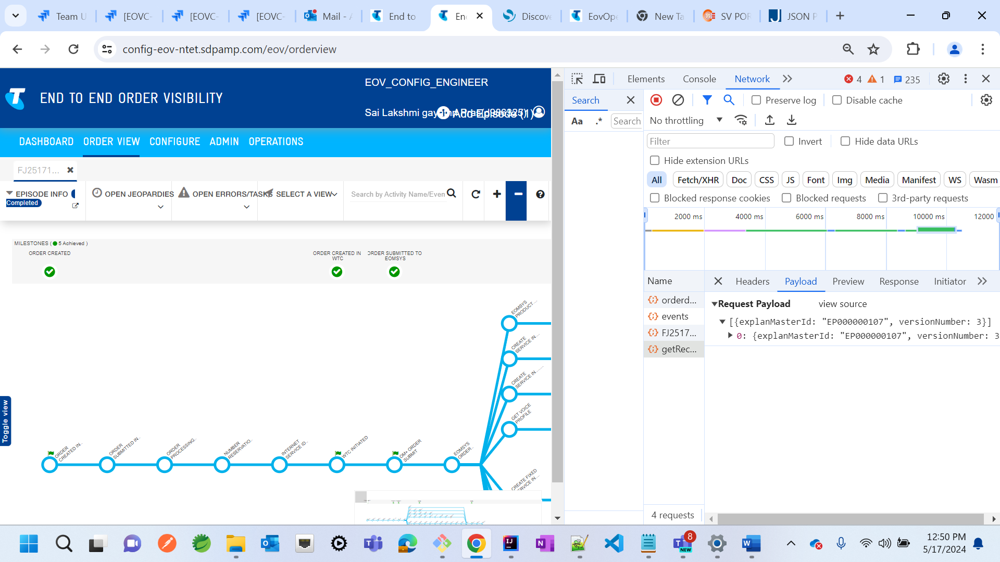 Team U
[EOVC-
[EOVC-
[EOVC-
Mail - A
End to
En
Discove
EovOpe
New Ta
SV POR
JSON P
config-eov-ntet.sdpamp.com/eov/orderview
END TO END ORDER VISIBILITY
EOV_CONFIG_ENGINEER
Sai Lakshmi gay
Add Episode (1)
DASHBOARD ORDER VIEW CONFIGURE ADMIN OPERATIONS
FJ25171...
EPISODE INFO
Completed
OPEN JEOPARDIES
OPEN ERRORS/TASKS
SELECT A VIEW
Search by Activity Name/Even
MILESTONES ( 5 Achieved )
ORDER CREATED
ORDER CREATED IN
WTC
ORDER SUBMITTED TO
EOMSYS
EOMSYS
PRODUCT ...
CREATE
SERVICE IN...
CREATE
SERVICE IN......
GET VOICE
PROFILE
ORDER
CREATED IN..
ORDER
SUBMITTED IN..
ORDER
PROCESSING..
NUMBER
RESERVATIO..
INTERNET
SERVICE ID..
WTC INITIATED
OM+ ORDER
SUBMIT
EOMSYS
ORDER..
CREATE FIXED
SERVICE IN....
Toggle view
Elements
Console
Network
4
1
235
Search
Aa
.*
Search
Preserve log
Disable cache
No throttling
Filter
Invert
Hide data URLs
Hide extension URLs
All
Fetch/XHR
Doc
CSS
JS
Font
Img
Media
Manifest
WS
Wasm
Blocked response cookies
Blocked requests
3rd-party requests
2000 ms
4000 ms
6000 ms
8000 ms
10000 ms
12000
Name
Headers
Payload
Preview
Response
Initiator
orderd...
events
FJ2517...
getRec...
Request Payload
view source
[{explanMasterId: "EP000000107", versionNumber: 3}]
0: {explanMasterId: "EP000000107", versionNumber: 3
4 requests
8
NEW
12:50 PM
5/17/2024